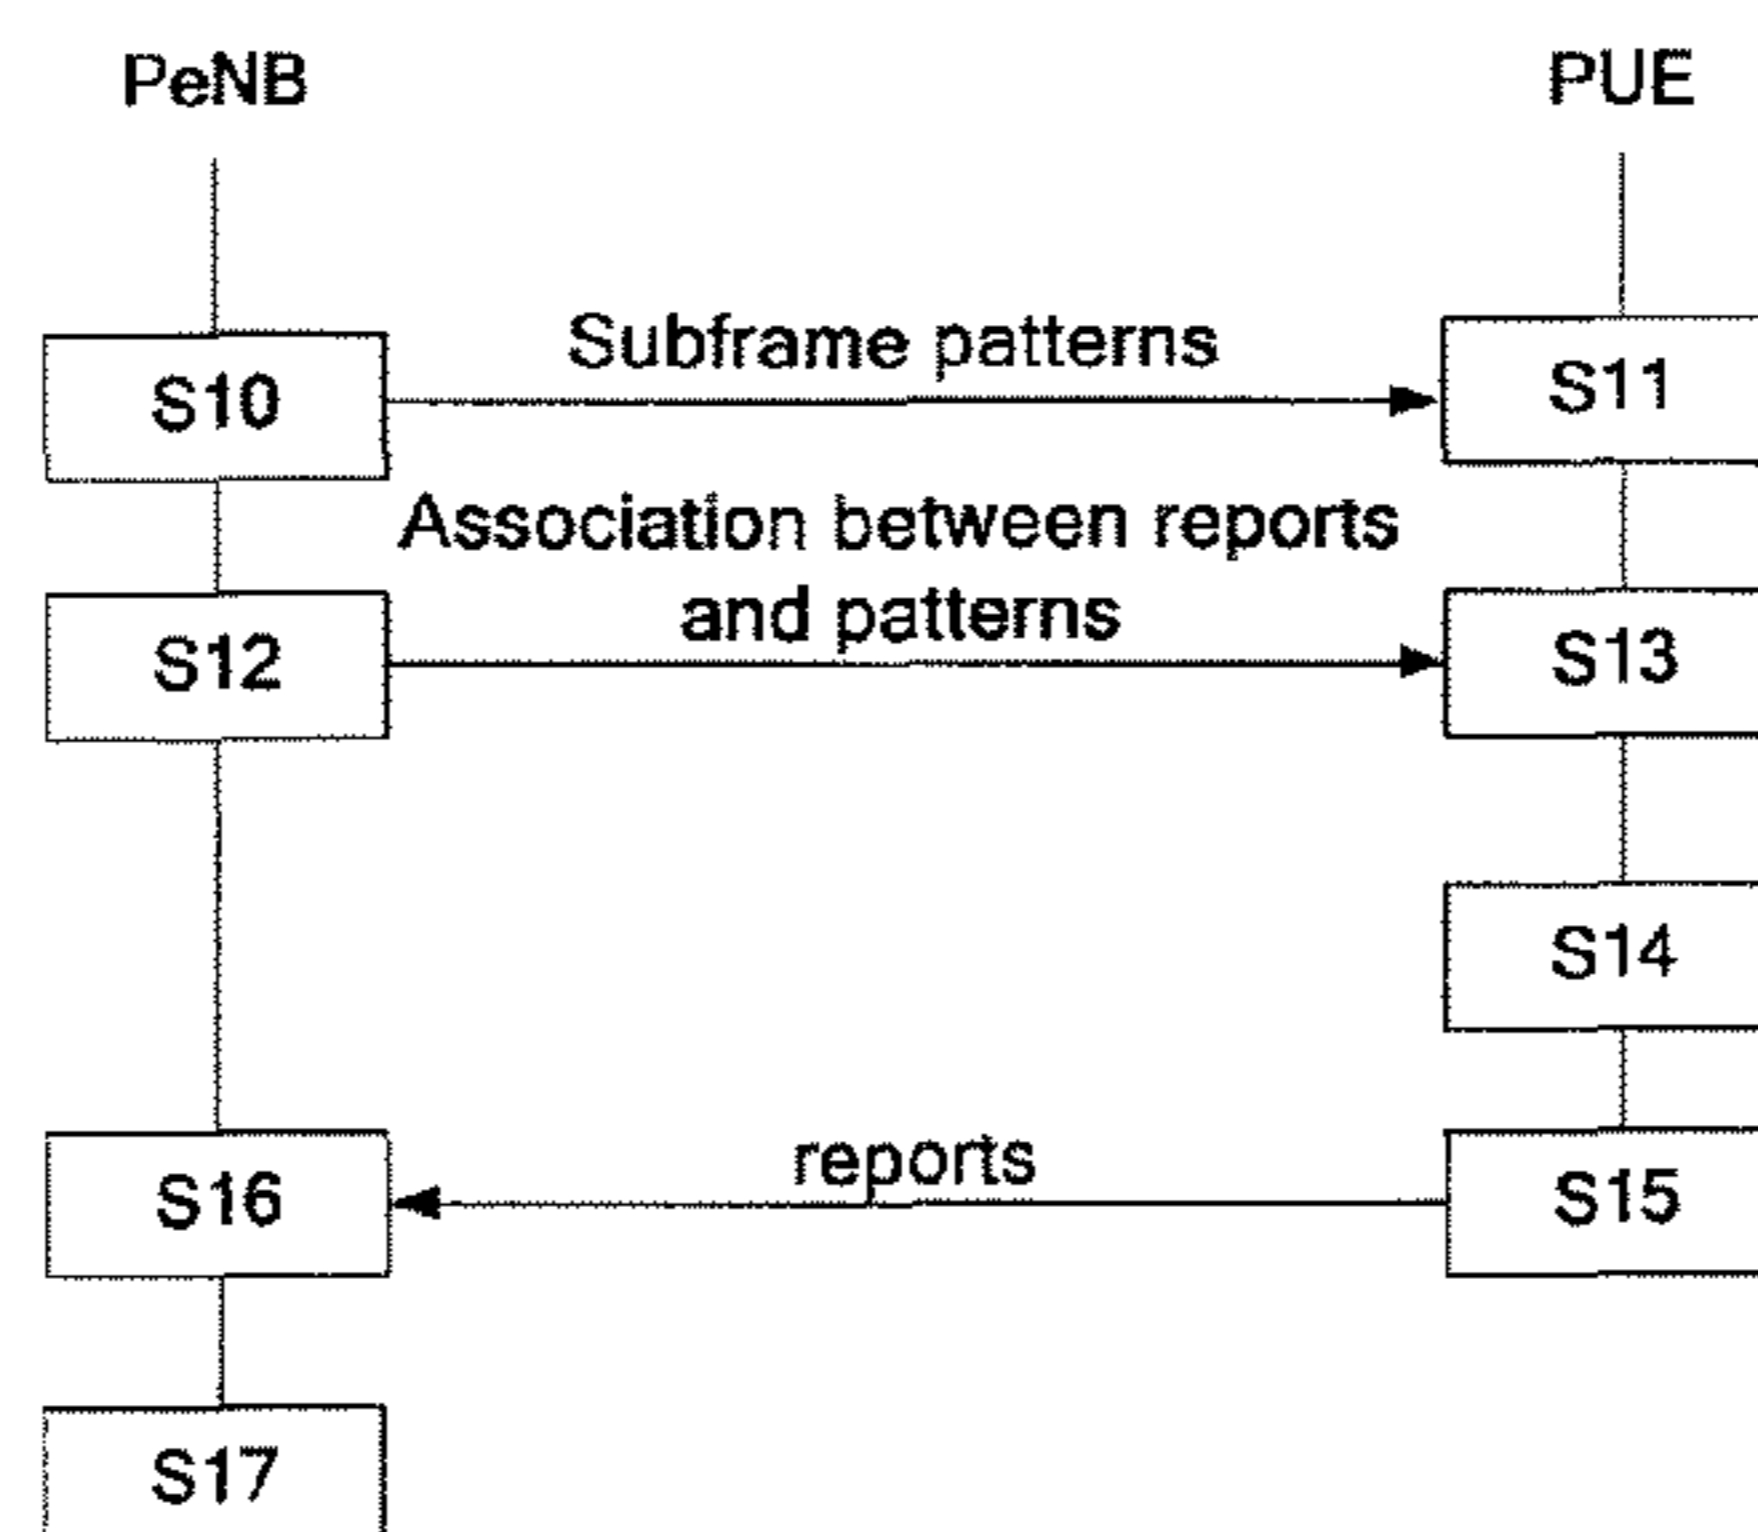 PeNB
PUE
Subframe patterns
S10
S11
Association between reports
and patterns
S12
S13
S14
reports
S16
S15
S17